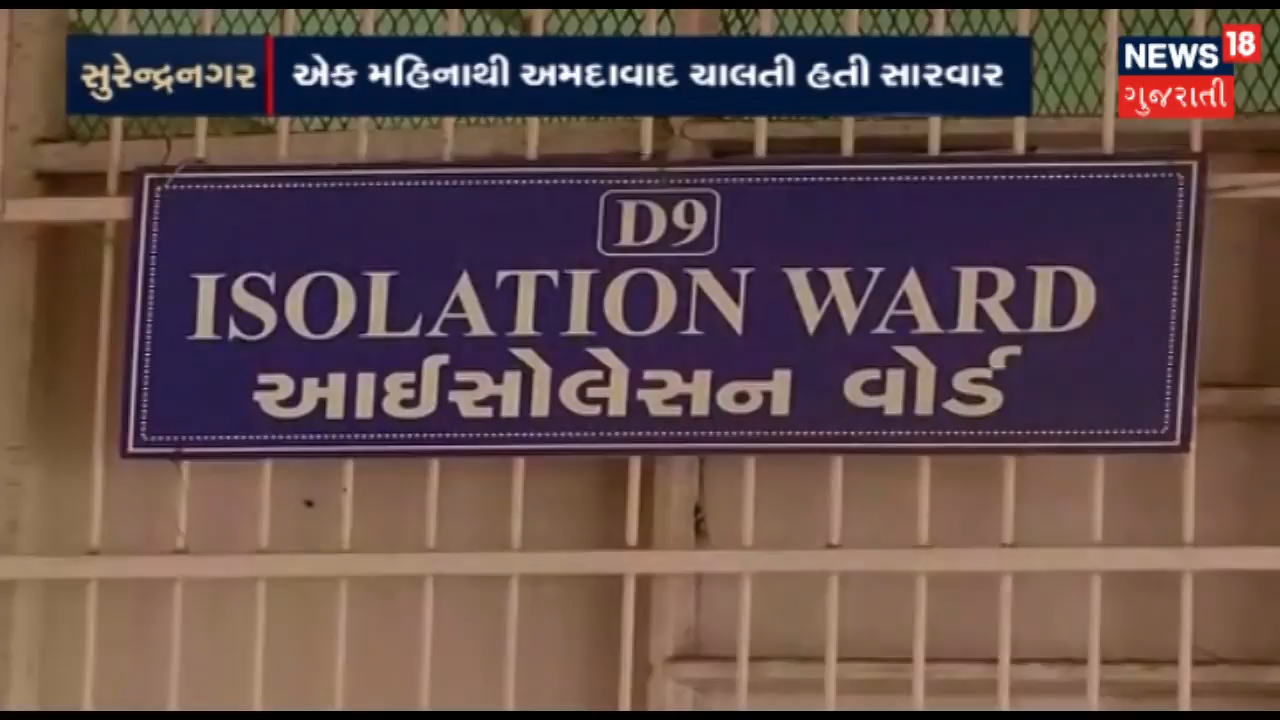 સુરેન્દ્રનગર
એક મહિનાથી અમદાવાદ ચાલતી હતી સારવાર
NEWS 18
ગુજરાતી
D9
ISOLATION WARD
આઈસોલેસન વોર્ડ